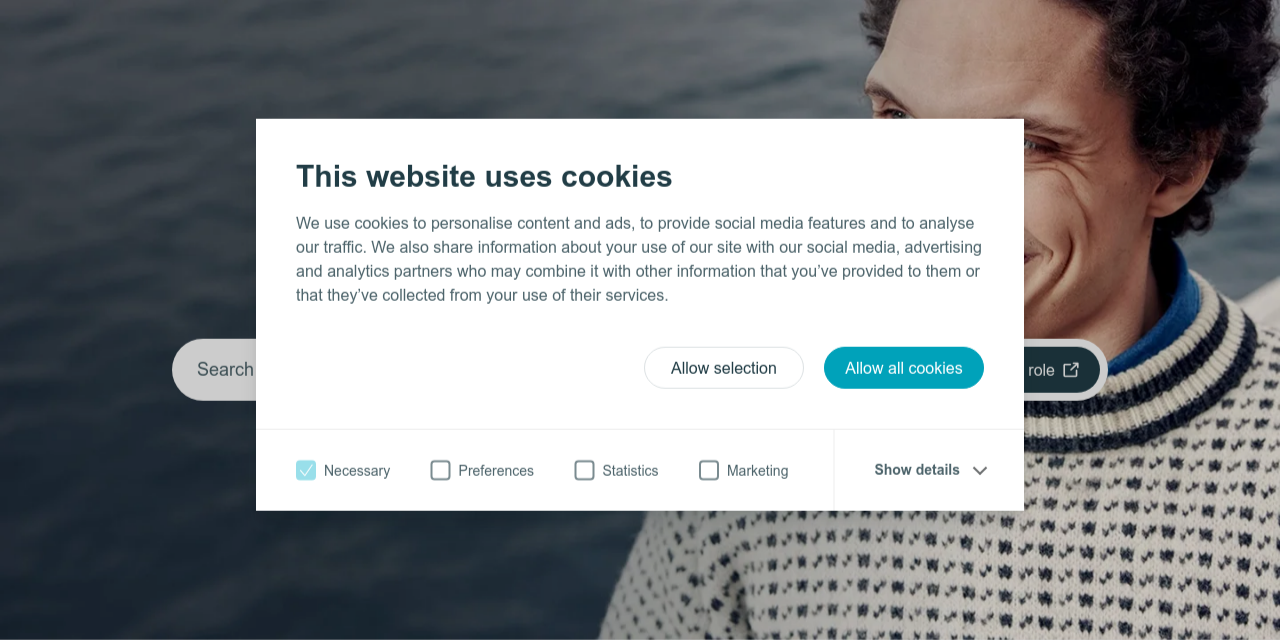 This website uses cookies
We use cookies to personalise content and ads, to provide social media features and to analyse
our traffic. We also share information about your use of our site with our social media, advertising
and analytics partners who may combine it with other information that you’ve provided to them or
that they’ve collected from your use of their services.
Search
Allow selection
Allow all cookies
role
Necessary
Preferences
Statistics
Marketing
Show details